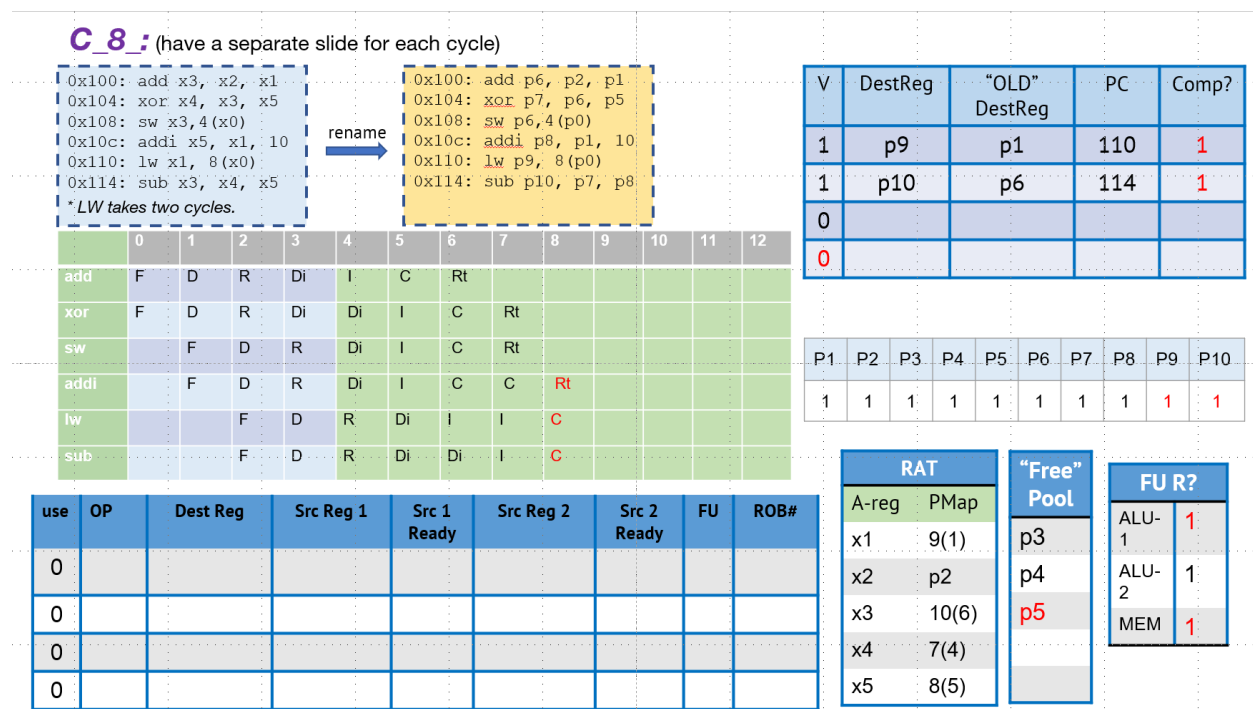 C_8_: (have a separate slide for each cycle)
0x100: add x3, x2, x1
0x104: xor x4, x3, x5
0x108: sw x3,4(x0)
0x10c: addi x5, x1, 10
0x110: lw x1, 8(x0)
0x114: sub x3, x4, x5
* LW takes two cycles.
rename
0x100: add p6, p2, p1
0x104: xor p7, p6, p5
0x108: sw p6,4(p0)
0x10c: addi p8, p1, 10
0x110: lw p9, 8(p0)
0x114: sub p10, p7, p8
V DestReg "OLD" DestReg PC Comp?
1 p9 p1 110 1
1 p10 p6 114 1
0
0
0 1 2 3 4 5 6 7 8 9 10 11 12
add F D R Di I C Rt
xor F D R Di Di I C Rt
sw F D R Di I C Rt
addi F D R Di I C C Rt
lw F D R Di I I C
sub F D R Di Di I C
P1 P2 P3 P4 P5 P6 P7 P8 P9 P10
1 1 1 1 1 1 1 1 1 1
use OP Dest Reg Src Reg 1 Src 1 Ready Src Reg 2 Src 2 Ready FU ROB#
0
0
0
0
RAT
A-reg PMap
x1 9(1)
x2 p2
x3 10(6)
x4 7(4)
x5 8(5)
"Free" Pool
p3
p4
p5
FU R?
ALU-1 1
ALU-2 1
MEM 1